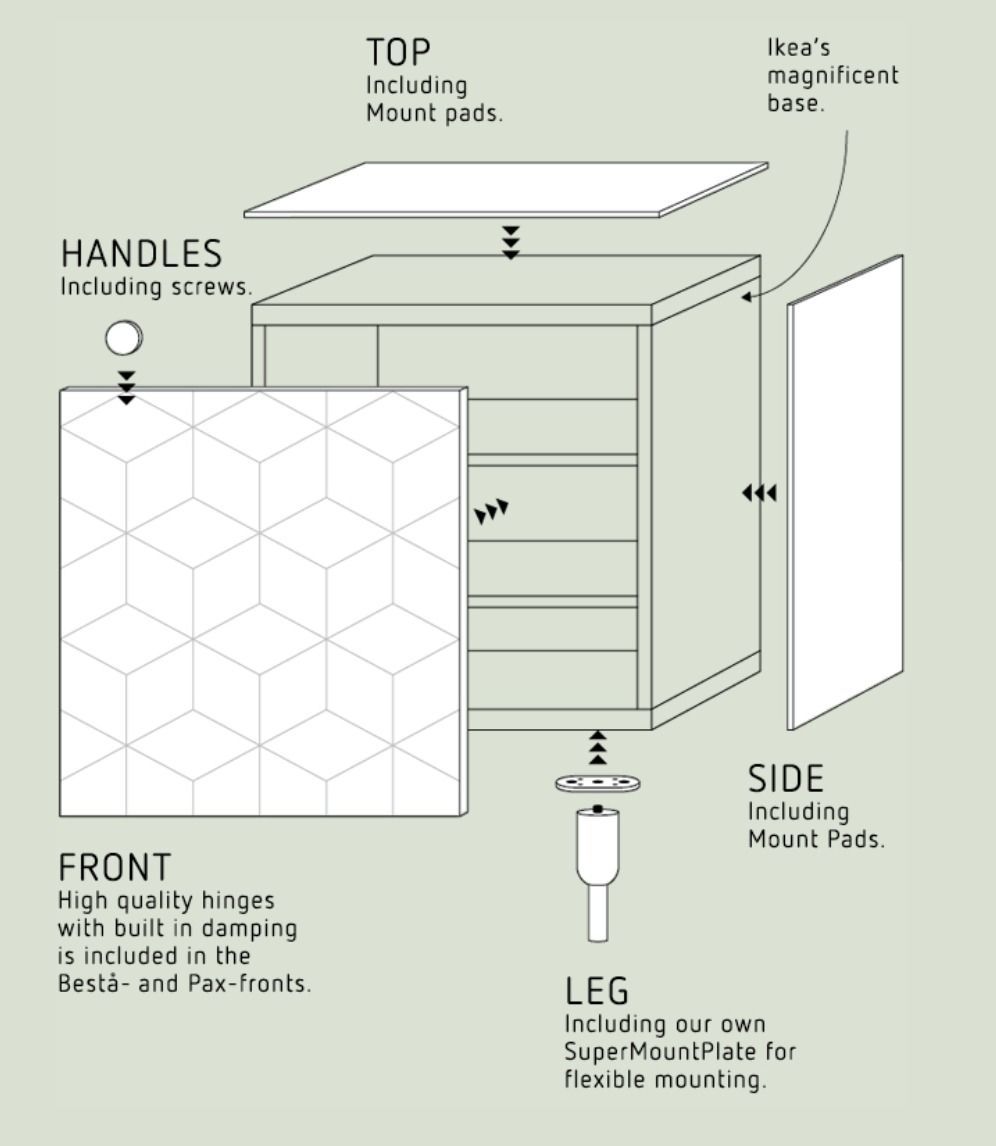 TOP
Including
Mount pads.
Ikea's
magnificent
base.
HANDLES
Including screws.
SIDE
Including
Mount Pads.
FRONT
High quality hinges
with built in damping
is included in the
Bestå- and Pax-fronts.
LEG
Including our own
SuperMountPlate for
flexible mounting.